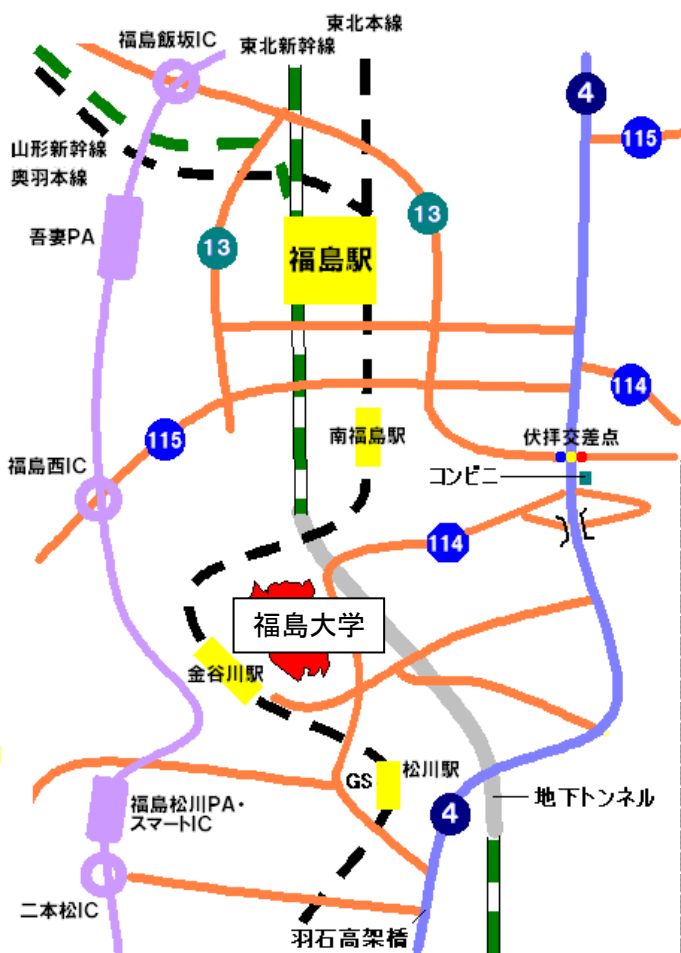 東北本線
福島飯坂IC
東北新幹線
4
115
山形新幹線
奥羽本線
13
吾妻PA
13
福島駅
114
115
南福島駅
伏拝交差点
福島西IC
コンビニ
114
福島大学
金谷川駅
松川駅
GS
福島松川PA・
スマートIC
4
地下トンネル
二本松IC
羽石高架橋